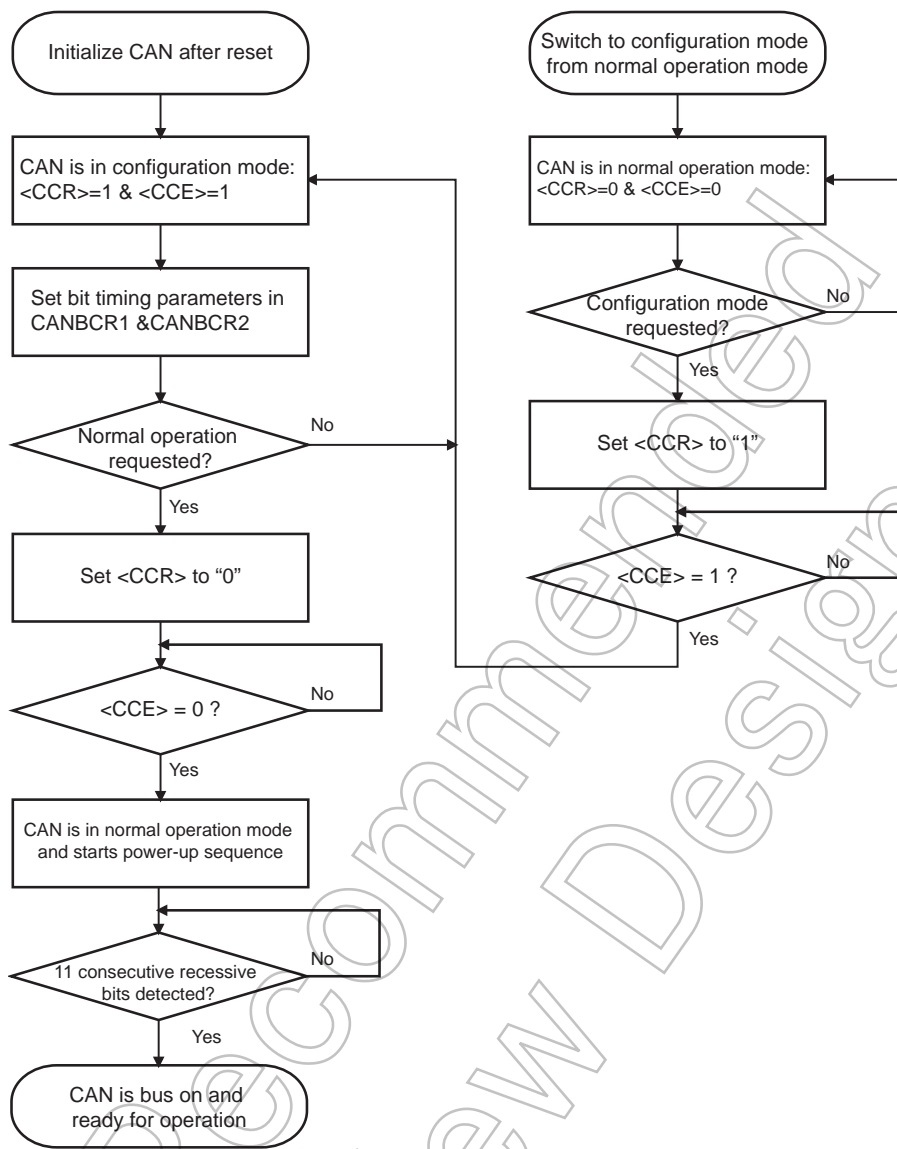 Initialize CAN after reset
CAN is in configuration mode:
<CCR>=1 & <CCE>=1
Set bit timing parameters in
CANBCR1 &CANBCR2
Normal operation
requested?
No
Yes
Set <CCR> to “0”
<CCE> = 0 ?
No
Yes
CAN is in normal operation mode
and starts power-up sequence
11 consecutive recessive
bits detected?
No
Yes
CAN is bus on and
ready for operation
Switch to configuration mode
from normal operation mode
CAN is in normal operation mode:
<CCR>=0 & <CCE>=0
Configuration mode
requested?
No
Yes
Set <CCR> to “1”
<CCE> = 1 ?
No
Yes
Recommended
ew Design